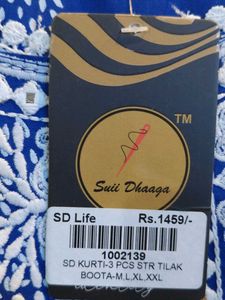 TM
Suii Dhaaga
SD Life Rs.1459/-
1002139
SD KURTI-3 PCS STR TILAK
BOOTA-M,L,XL,XXL